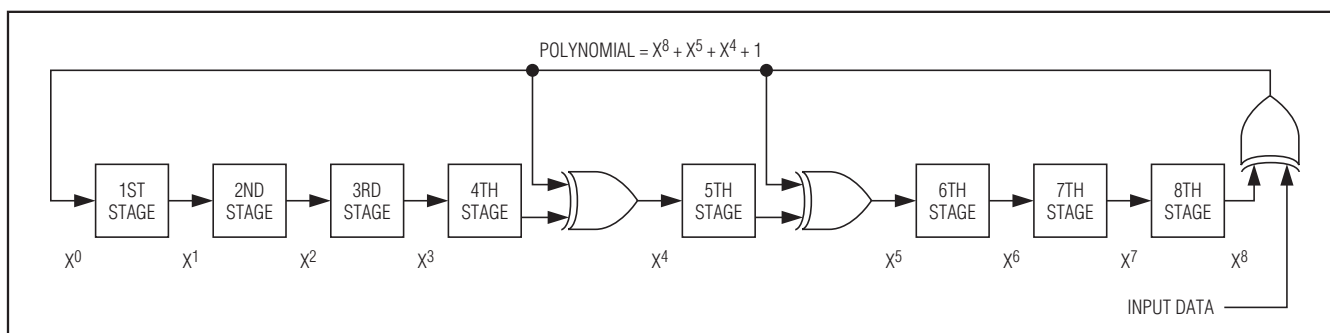 POLYNOMIAL = X⁸ + X⁵ + X⁴ + 1
1ST
STAGE
2ND
STAGE
3RD
STAGE
4TH
STAGE
5TH
STAGE
6TH
STAGE
7TH
STAGE
8TH
STAGE
X⁰ X¹ X² X³ X⁴ X⁵ X⁶ X⁷ X⁸
INPUT DATA